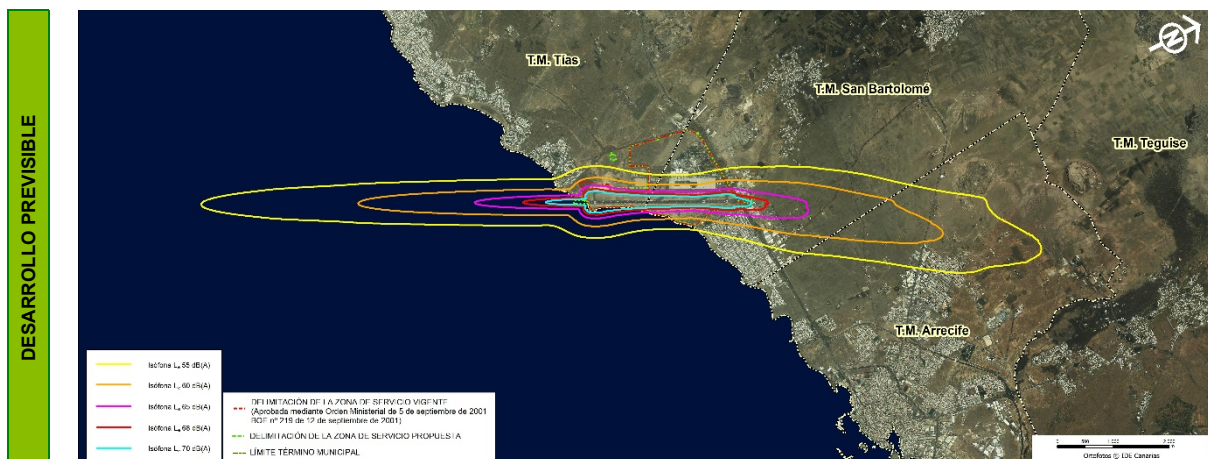 DESARROLLO PREVISIBLE
N
T.M. Tías
T.M. San Bartolomé
T.M. Teguise
T.M. Arrecife
Isófona 55 dB(A)
Isófona 60 dB(A)
Isófona 65 dB(A)
Isófona dB(A)
Isófona 70 dB(A)
DELIMITACIÓN DE LA ZONA DE SERVICIO VIGENTE
(Aprobada mediante Orden Ministerial de 5 de septiembre de 2001
BOE nº 219 de 12 de septiembre de 2001)
DELIMITACIÓN DE LA ZONA DE SERVICIO PROPUESTA
LÍMITE TÉRMINO MUNICIPAL
0 500
Ortofotos © IDE Canarias